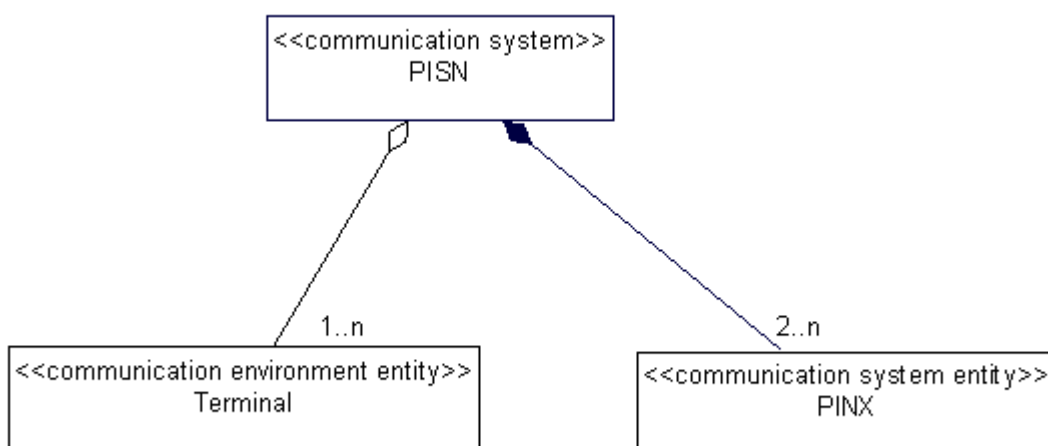 <<communication system>>
PISN
1..n
2..n
<<communication environment entity>>
Terminal
<<communication system entity>>
PINX